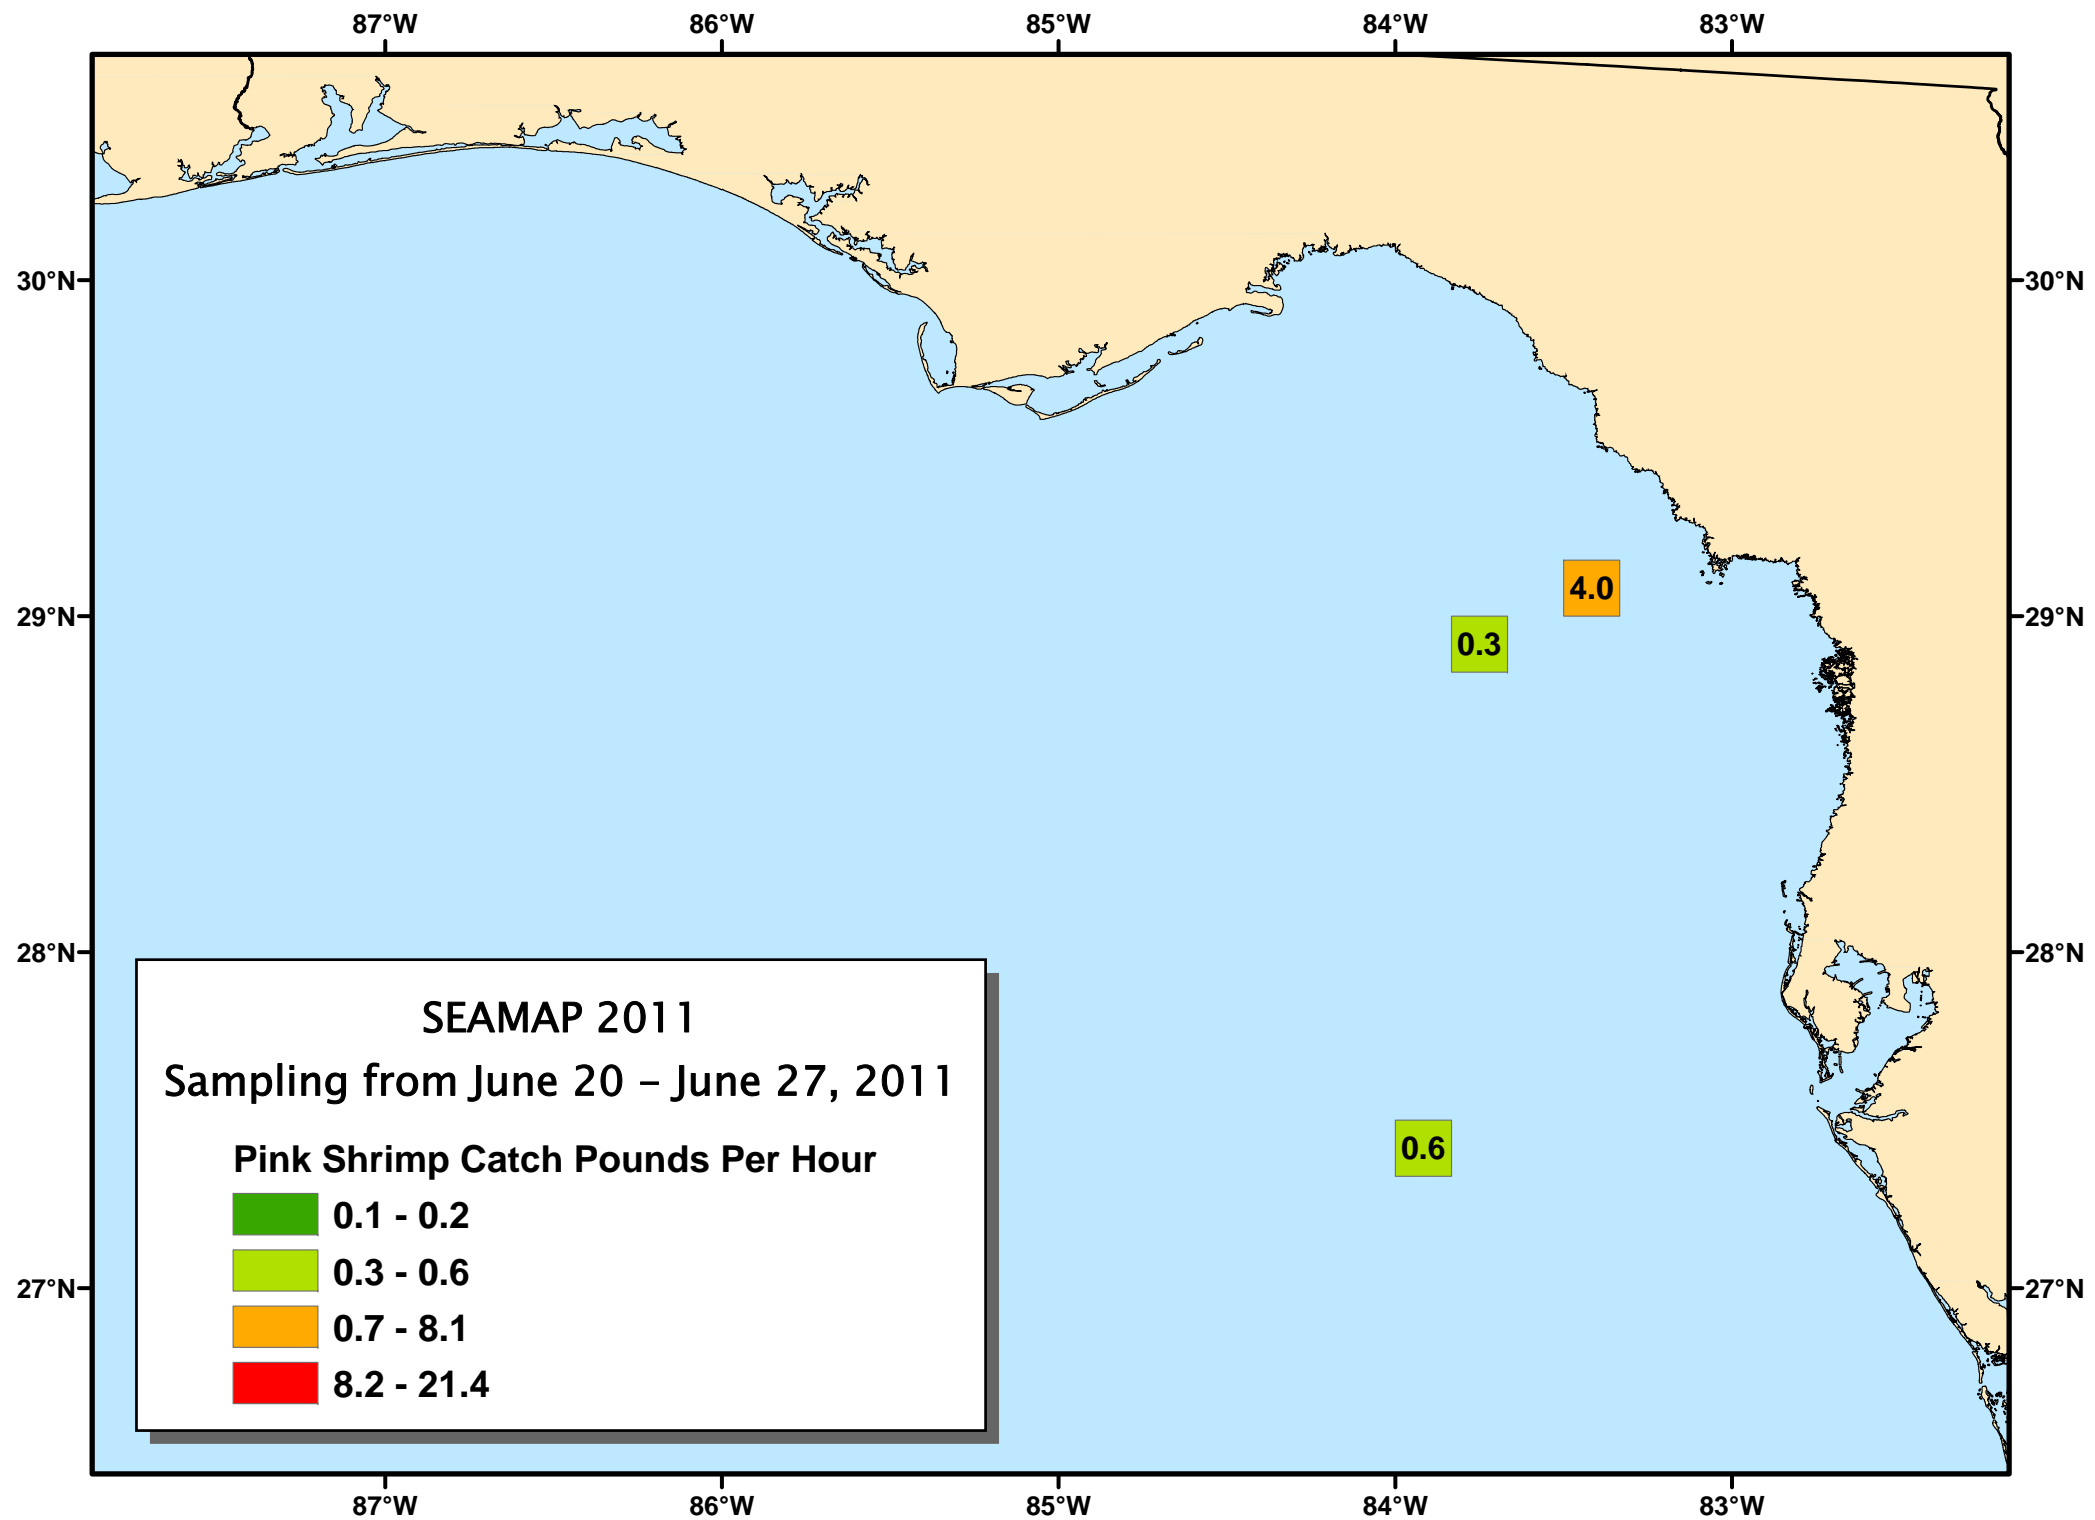 87°W 86°W 85°W 84°W 83°W
30°N 30°N
4.0
29°N 29°N
0.3
28°N 28°N
SEAMAP 2011
Sampling from June 20 – June 27, 2011
0.6
Pink Shrimp Catch Pounds Per Hour
0.1 - 0.2
0.3 - 0.6
27°N 27°N
0.7 - 8.1
8.2 - 21.4
87°W 86°W 85°W 84°W 83°W